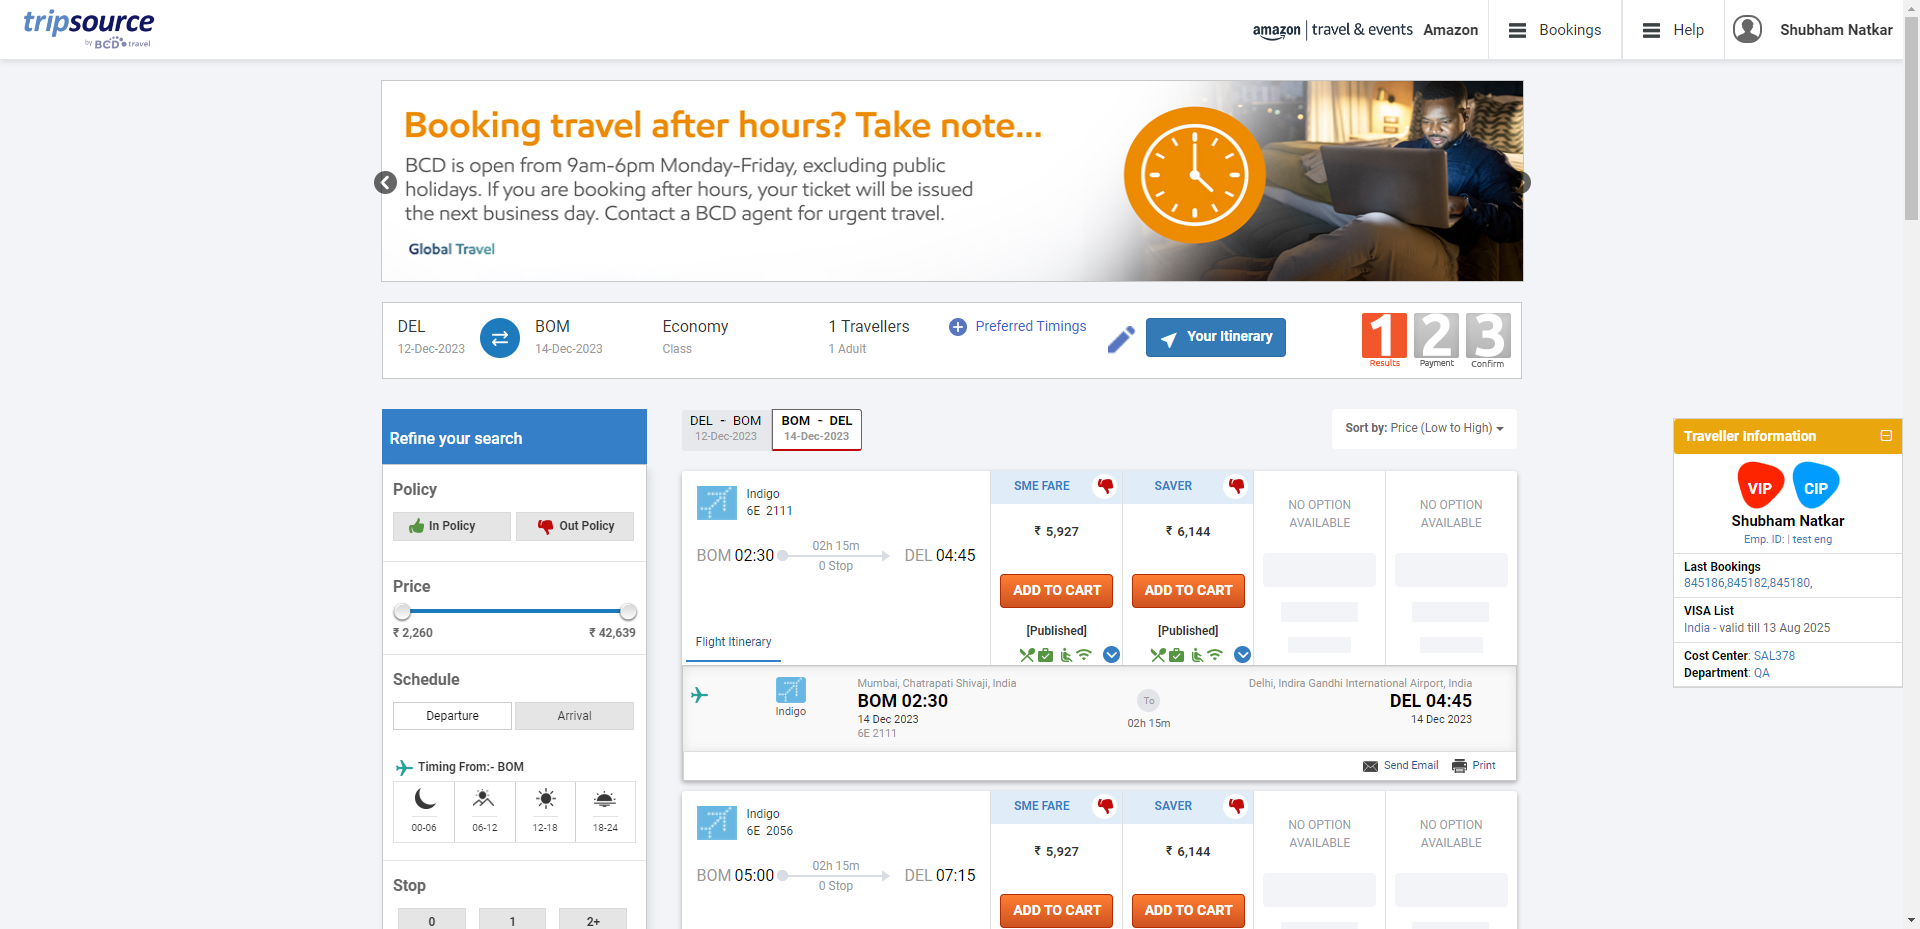 tripsource
by BCD travel
amazon | travel & events Amazon
Bookings
Help
Shubham Natkar
Booking travel after hours? Take note...
BCD is open from 9am-6pm Monday-Friday, excluding public
holidays. If you are booking after hours, your ticket will be issued
the next business day. Contact a BCD agent for urgent travel.
Global Travel
DEL
12-Dec-2023
BOM
14-Dec-2023
Economy
Class
1 Travellers
1 Adult
Preferred Timings
Your Itinerary
1
Results
2
Payment
3
Confirm
Refine your search
Policy
In Policy
Out Policy
Price
₹ 2,260
₹ 42,639
Schedule
Departure
Arrival
Timing From:- BOM
00-06
06-12
12-18
18-24
Stop
0
1
2+
DEL - BOM
12-Dec-2023
BOM - DEL
14-Dec-2023
Sort by: Price (Low to High)
Indigo
6E 2111
BOM 02:30
02h 15m
0 Stop
DEL 04:45
Flight Itinerary
SME FARE
₹ 5,927
ADD TO CART
[Published]
SAVER
₹ 6,144
ADD TO CART
[Published]
NO OPTION
AVAILABLE
NO OPTION
AVAILABLE
Indigo
Mumbai, Chatrapati Shivaji, India
BOM 02:30
14 Dec 2023
6E 2111
To
02h 15m
Delhi, Indira Gandhi International Airport, India
DEL 04:45
14 Dec 2023
Send Email
Print
Indigo
6E 2056
BOM 05:00
02h 15m
0 Stop
DEL 07:15
SME FARE
₹ 5,927
ADD TO CART
SAVER
₹ 6,144
ADD TO CART
NO OPTION
AVAILABLE
NO OPTION
AVAILABLE
Traveller Information
VIP
CIP
Shubham Natkar
Emp. ID: | test eng
Last Bookings
845186,845182,845180,
VISA List
India - valid till 13 Aug 2025
Cost Center: SAL378
Department: QA